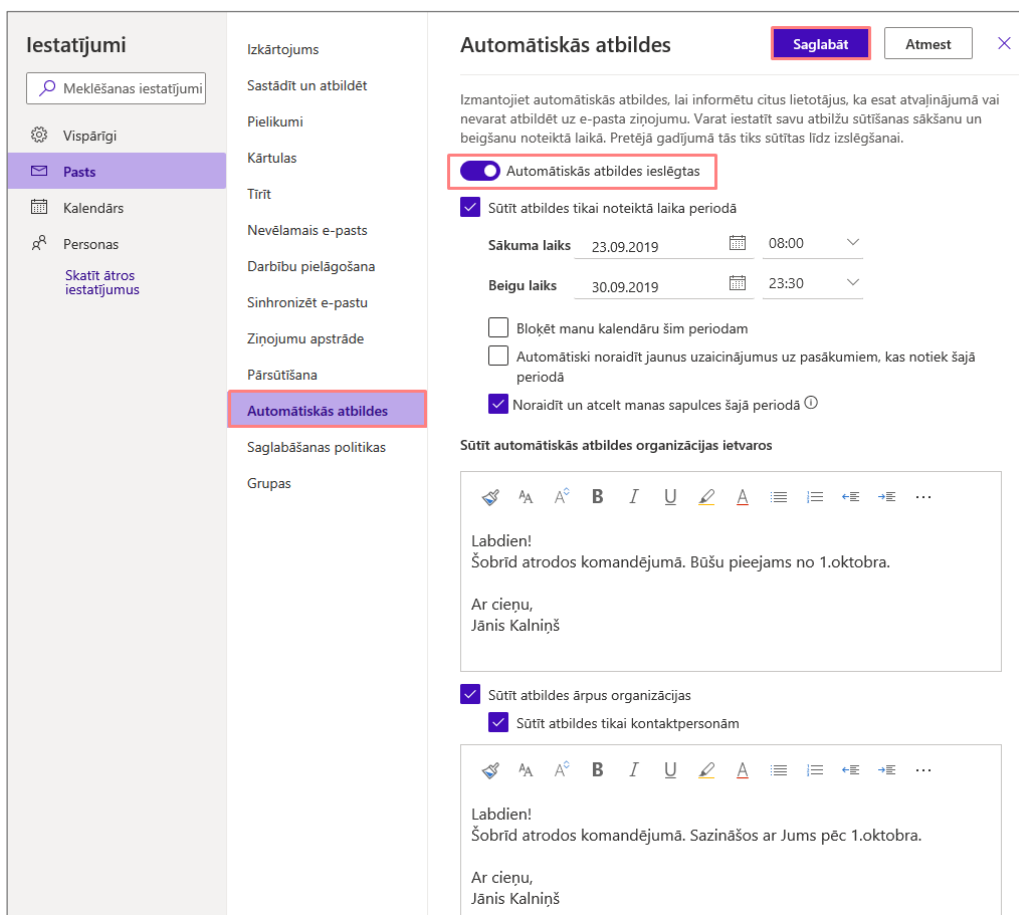 Iestatījumi
Meklēšanas iestatījumi
Vispārīgi
Pasts
Kalendārs
Personas
Skatīt ātros
iestatījumus
Izkārtojums
Sastādīt un atbildēt
Pielikumi
Kārtulas
Tīrīt
Nevēlamais e-pasts
Darbību pielāgošana
Sinhronizēt e-pastu
Ziņojumu apstrāde
Pārsūtīšana
Automātiskās atbildes
Saglabāšanas politikas
Grupas
Automātiskās atbildes
Saglabāt
Atmest
Izmantojiet automātiskās atbildes, lai informētu citus lietotājus, ka esat atvaļinājumā vai
nevarat atbildēt uz e-pasta ziņojumu. Varat iestatīt savu atbilžu sūtīšanas sākšanu un
beigšanu noteiktā laikā. Pretējā gadījumā tās tiks sūtītas līdz izslēgšanai.
Automātiskās atbildes ieslēgtas
Sūtīt atbildes tikai noteiktā laika periodā
Sākuma laiks 23.09.2019 08:00
Beigu laiks 30.09.2019 23:30
Bloķēt manu kalendāru šim periodam
Automātiski noraidīt jaunus uzaicinājumus uz pasākumiem, kas notiek šajā
periodā
Noraidīt un atcelt manas sapulces šajā periodā
Sūtīt automātiskās atbildes organizācijas ietvaros
Labdien!
Šobrīd atrodos komandējumā. Būšu pieejams no 1.oktobra.
Ar cieņu,
Jānis Kalniņš
Sūtīt atbildes ārpus organizācijas
Sūtīt atbildes tikai kontaktpersonām
Labdien!
Šobrīd atrodos komandējumā. Sazināšos ar Jums pēc 1.oktobra.
Ar cieņu,
Jānis Kalniņš